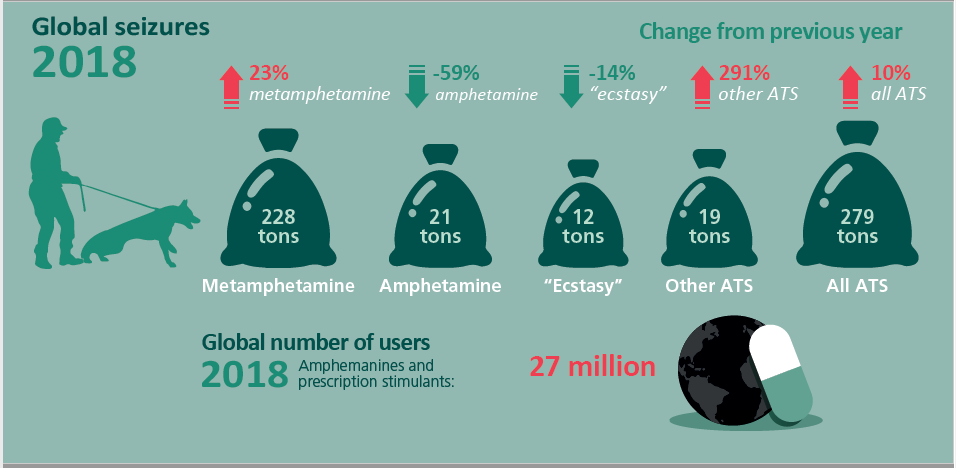 Global seizures
2018
Change from previous year
23%
metamphetamine
-59%
amphetamine
-14%
“ecstasy”
291%
other ATS
10%
all ATS
228
tons
21
tons
12
tons
19
tons
279
tons
Metamphetamine
Amphetamine
“Ecstasy”
Other ATS
All ATS
Global number of users
2018
Amphemanines and
prescription stimulants:
27 million